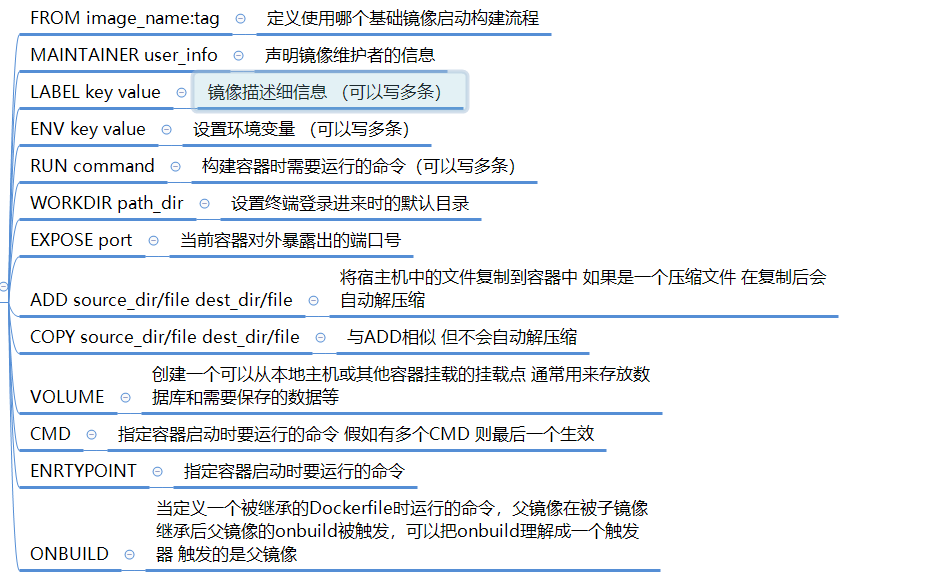 FROM image_name:tag 定义使用哪个基础镜像启动构建流程
MAINTAINER user_info 声明镜像维护者的信息
LABEL key value 镜像描述细信息 （可以写多条）
ENV key value 设置环境变量 （可以写多条）
RUN command 构建容器时需要运行的命令（可以写多条）
WORKDIR path_dir 设置终端登录进来时的默认目录
EXPOSE port 当前容器对外暴露出的端口号
将宿主机中的文件复制到容器中 如果是一个压缩文件 在复制后会
ADD source_dir/file dest_dir/file 自动解压缩
COPY source_dir/file dest_dir/file 与ADD相似 但不会自动解压缩
创建一个可以从本地主机或其他容器挂载的挂载点 通常用来存放数
VOLUME 据库和需要保存的数据等
CMD 指定容器启动时要运行的命令 假如有多个CMD 则最后一个生效
ENRTYPOINT 指定容器启动时要运行的命令
当定义一个被继承的Dockerfile时运行的命令，父镜像在被子镜像
继承后父镜像的onbuild被触发，可以把onbuild理解成一个触发
ONBUILD 器 触发的是父镜像